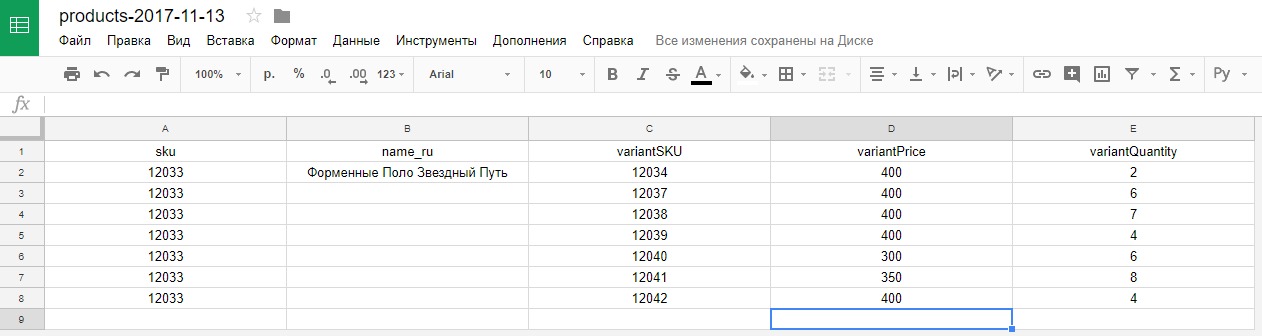 products-2017-11-13
Файл Правка Вид Вставка Формат Данные Инструменты Дополнения Справка Все изменения сохранены на Диске
100% р. % .0 .00 123 Arial 10 B I S A Σ Ру
fx
A B C D E
1 sku name_ru variantSKU variantPrice variantQuantity
2 12033 Форменные Поло Звездный Путь 12034 400 2
3 12033 12037 400 6
4 12033 12038 400 7
5 12033 12039 400 4
6 12033 12040 300 6
7 12033 12041 350 8
8 12033 12042 400 4
9